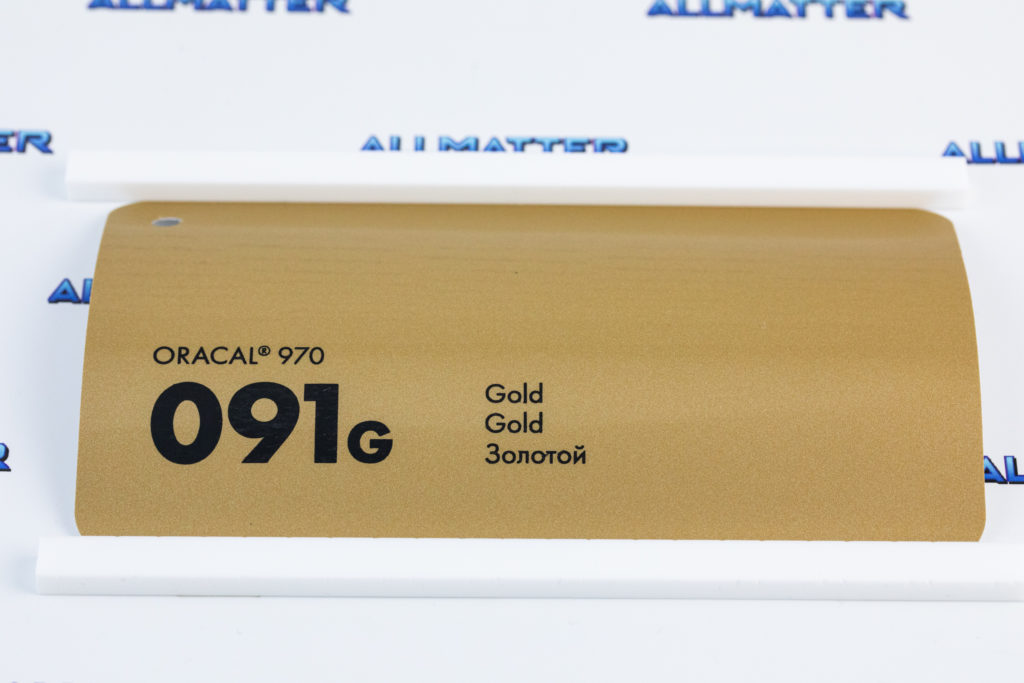 ALLMATTER
ALLMATTER
ALLMATTER
ORACAL® 970
091G
Gold
Gold
Золотой